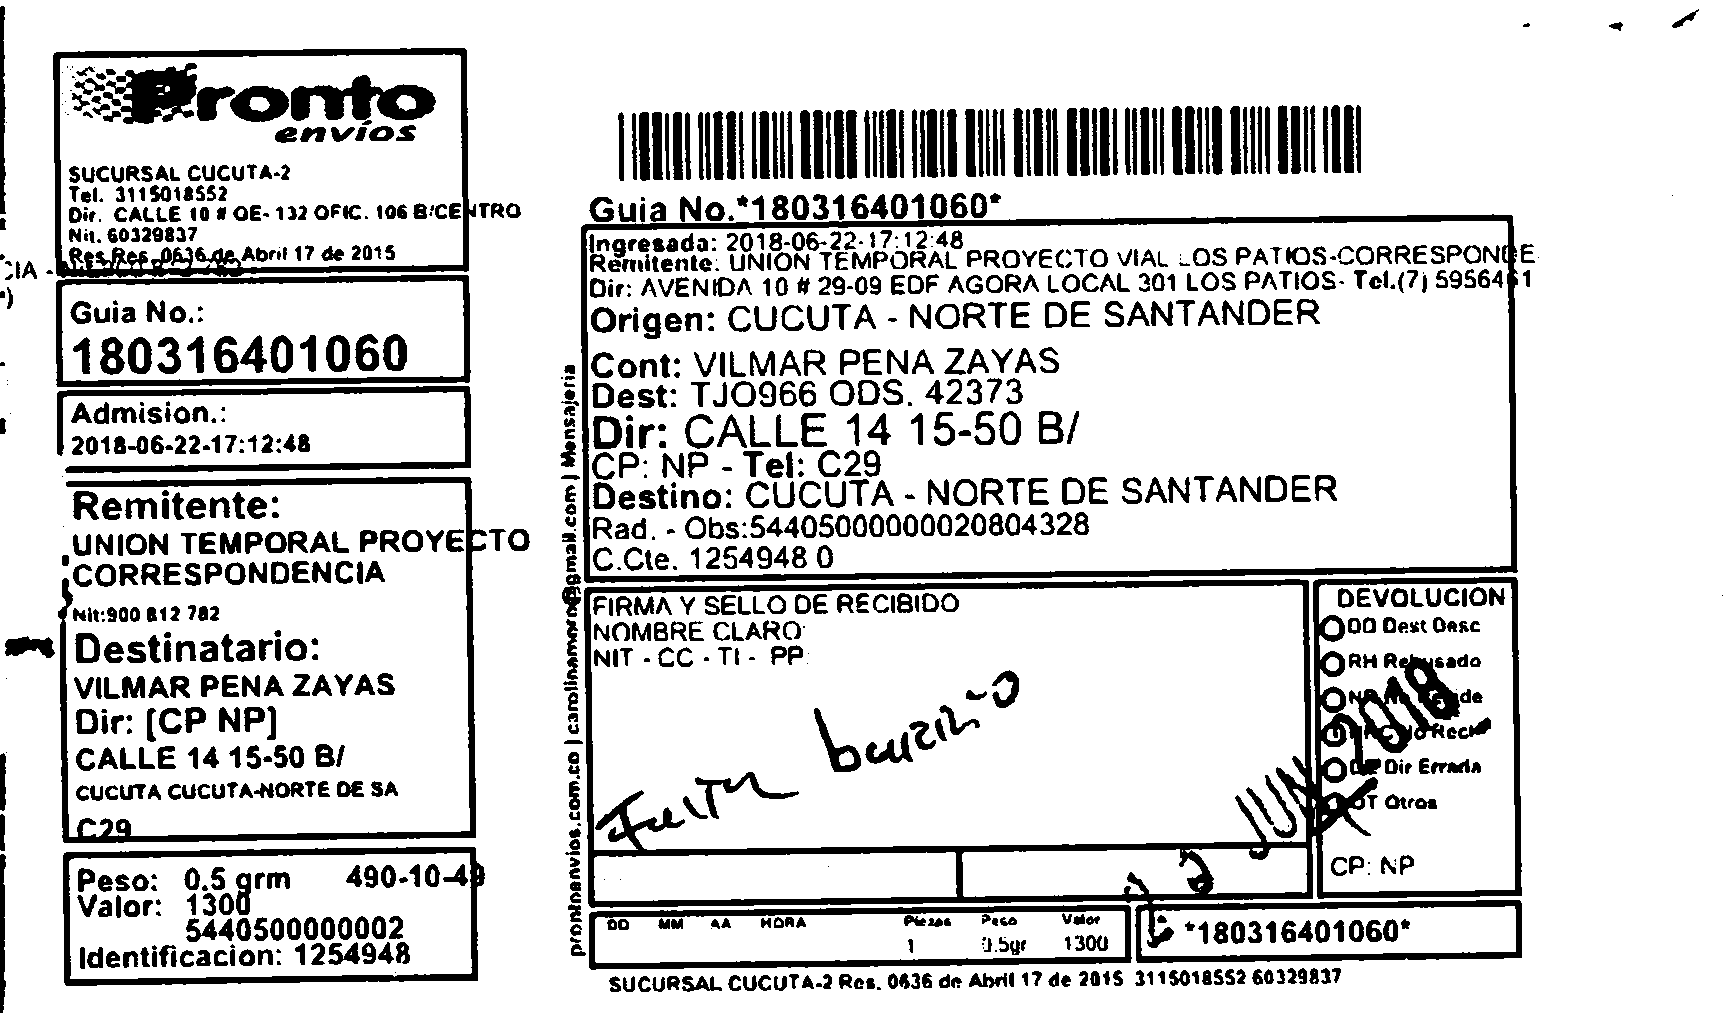 Pronto
envíos
SUCURSAL CUCUTA-2
Tel. 3115018552
Dir. CALLE 10 # OE- 132 OFIC. 106 B/CENTRO
Nit. 60329837
Res.Res. 0636 de Abril 17 de 2015
CIA -
Guia No.:
180316401060
Admision.:
2018-06-22-17:12:48
Remitente:
UNION TEMPORAL PROYECTO
CORRESPONDENCIA
Nit:900 812 782
Destinatario:
VILMAR PENA ZAYAS
Dir: [CP NP]
CALLE 14 15-50 B/
CUCUTA CUCUTA-NORTE DE SA
C29
Peso: 0.5 grm 490-10-49
Valor: 1300
5440500000002
Identificacion: 1254948
Guia No.*180316401060*
Ingresada: 2018-06-22-17:12:48
Remitente: UNION TEMPORAL PROYECTO VIAL LOS PATIOS-CORRESPONDE
Dir: AVENIDA 10 # 29-09 EDF AGORA LOCAL 301 LOS PATIOS- Tel.(7) 5956461
Origen: CUCUTA - NORTE DE SANTANDER
Cont: VILMAR PENA ZAYAS
Dest: TJO966 ODS. 42373
Dir: CALLE 14 15-50 B/
CP: NP - Tel: C29
Destino: CUCUTA - NORTE DE SANTANDER
Rad. - Obs:54405000000020804328
C.Cte. 1254948 0
prontoenvios.com.co | carolinamoron@gmail.com | Mensajeria
FIRMA Y SELLO DE RECIBIDO
NOMBRE CLARO:
NIT - CC - TI - PP:
Falta barrio
DEVOLUCION
DD Dest Desc
RH Rehusado
de
No Recl
DE Dir Errada
OT Otros
CP: NP
22 JUN 2018
DD MM AA HORA Piezas Peso Valor
1 0.5gr 1300
*180316401060*
SUCURSAL CUCUTA-2 Res. 0636 de Abril 17 de 2015 3115018552 60329837